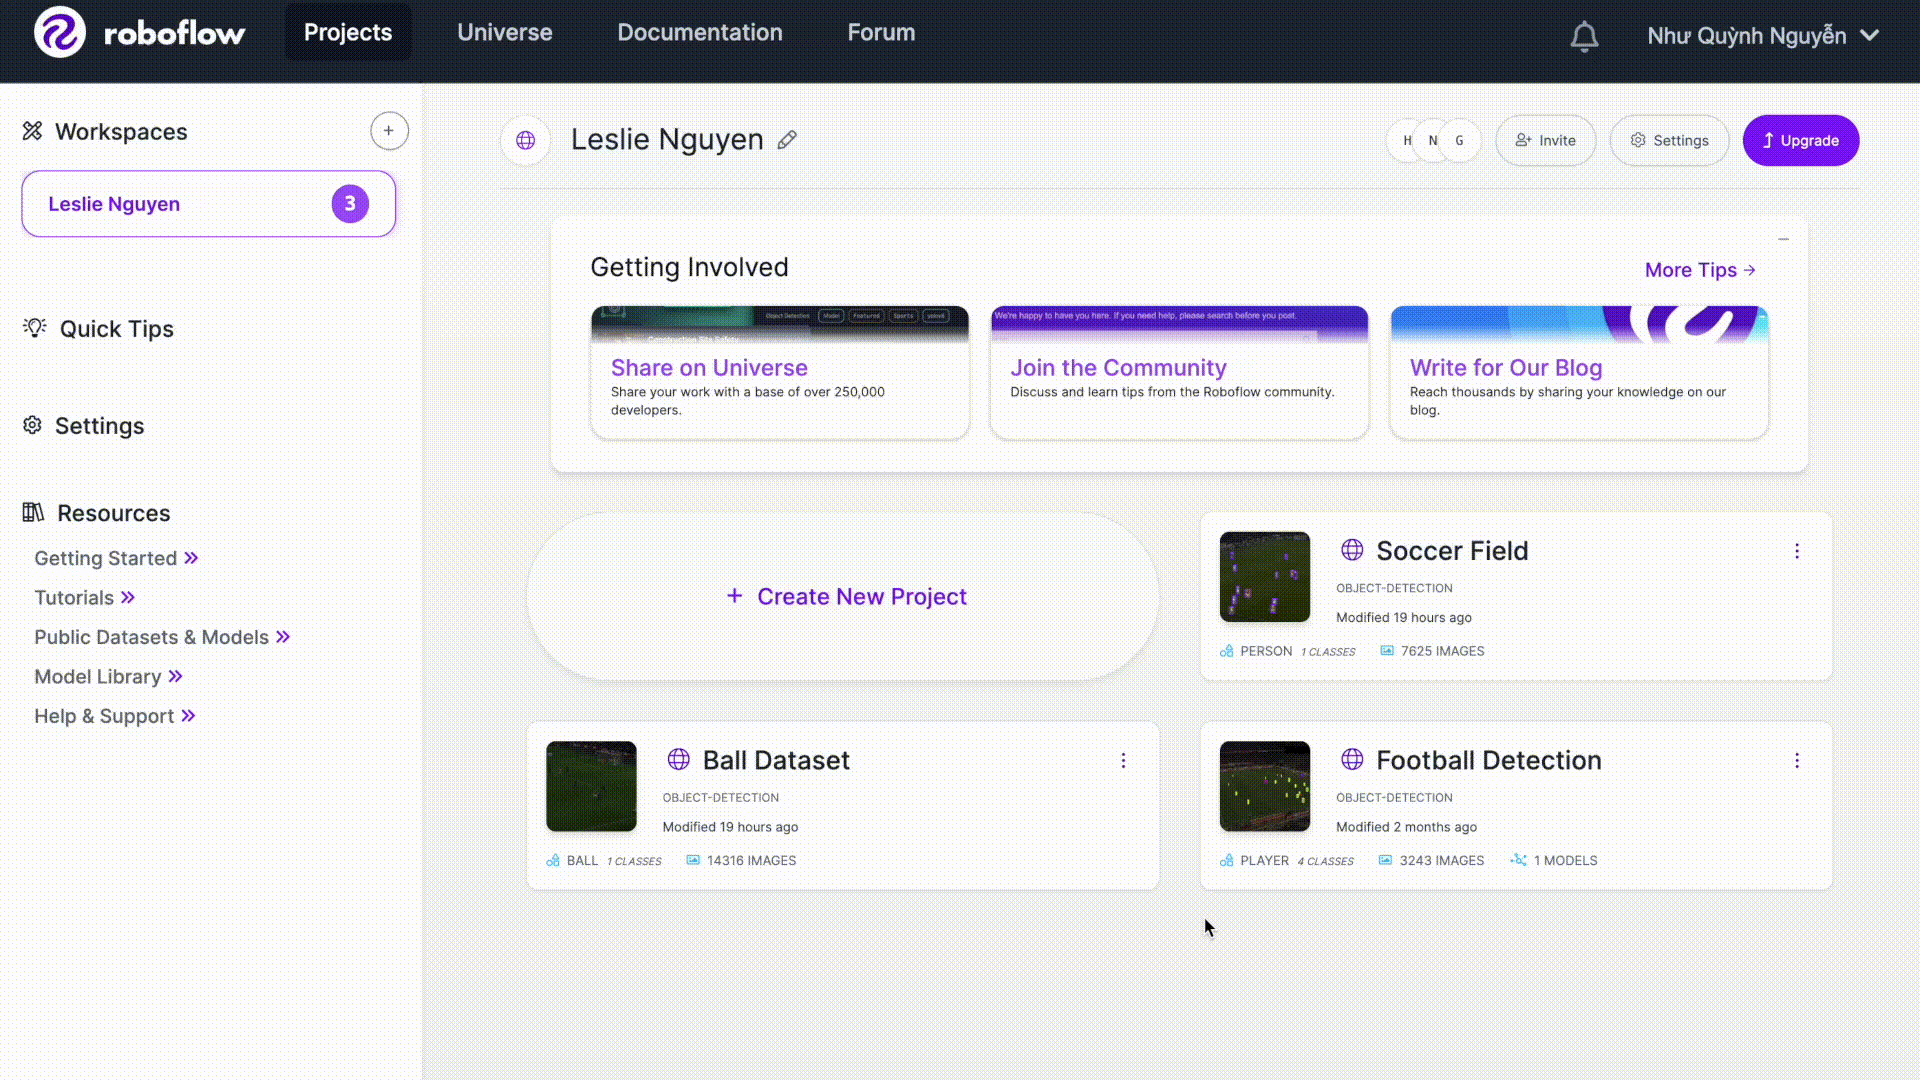 roboflow
Projects
Universe
Documentation
Forum
Như Quỳnh Nguyễn
Workspaces
+
Leslie Nguyen
3
Quick Tips
Settings
Resources
Getting Started
Tutorials
Public Datasets & Models
Model Library
Help & Support
Leslie Nguyen
H
N
G
Invite
Settings
Upgrade
Getting Involved
More Tips →
Object Detection Model Featured Sports yolov8
Share on Universe
Share your work with a base of over 250,000
developers.
We're happy to have you here. If you need help, please search before you post.
Join the Community
Discuss and learn tips from the Roboflow community.
Write for Our Blog
Reach thousands by sharing your knowledge on our
blog.
+ Create New Project
Soccer Field
OBJECT-DETECTION
Modified 19 hours ago
PERSON 1 CLASSES 7625 IMAGES
Ball Dataset
OBJECT-DETECTION
Modified 19 hours ago
BALL 1 CLASSES 14316 IMAGES
Football Detection
OBJECT-DETECTION
Modified 2 months ago
PLAYER 4 CLASSES 3243 IMAGES 1 MODELS